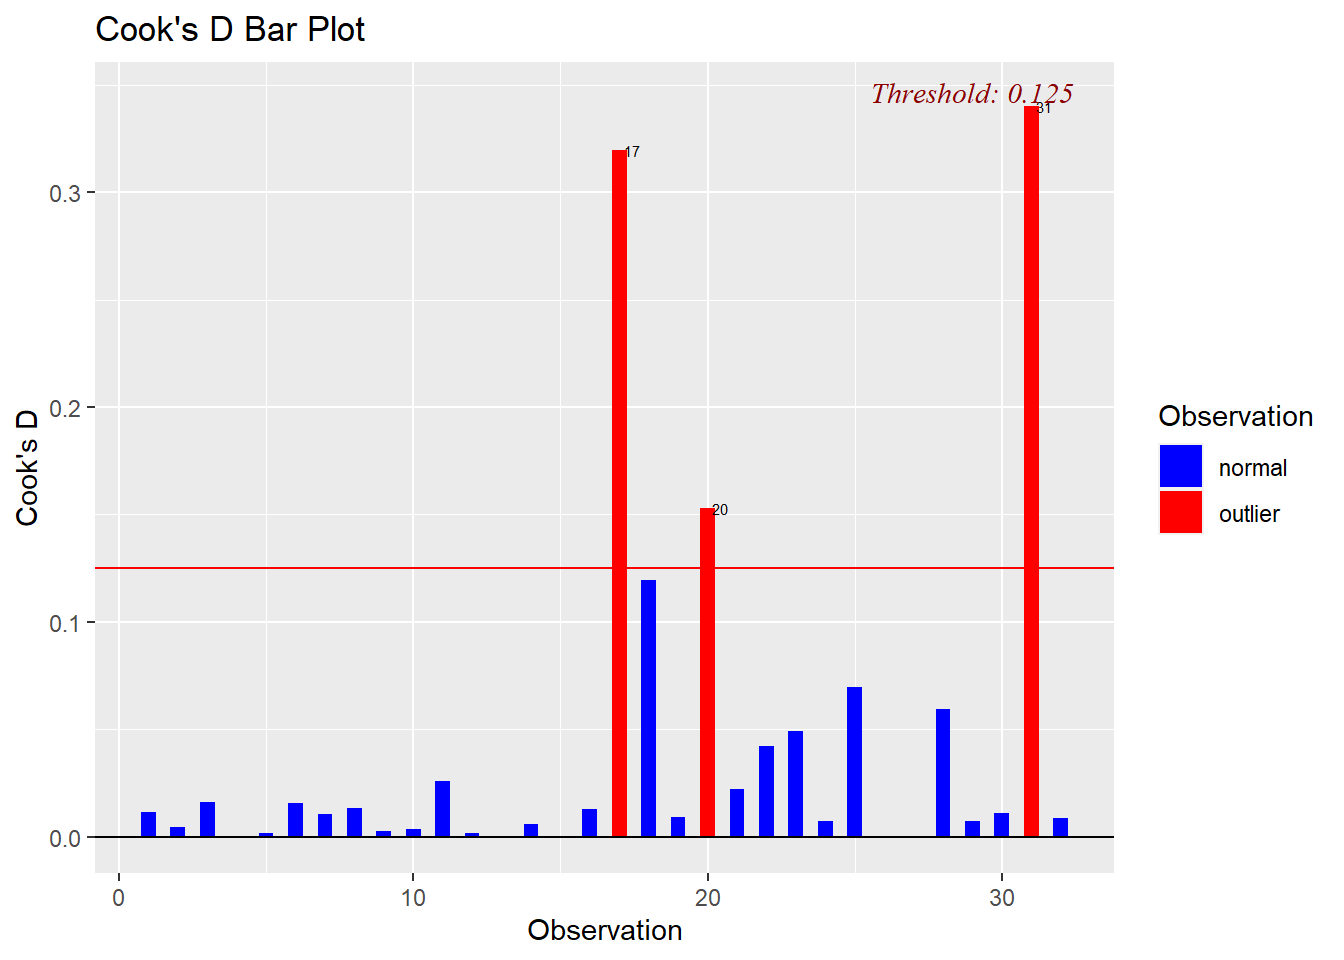 Cook's D Bar Plot
Threshold: 0.125
31
17
20
0.3
0.2
0.1
0.0
Cook's D
0
10
20
30
Observation
Observation
normal
outlier